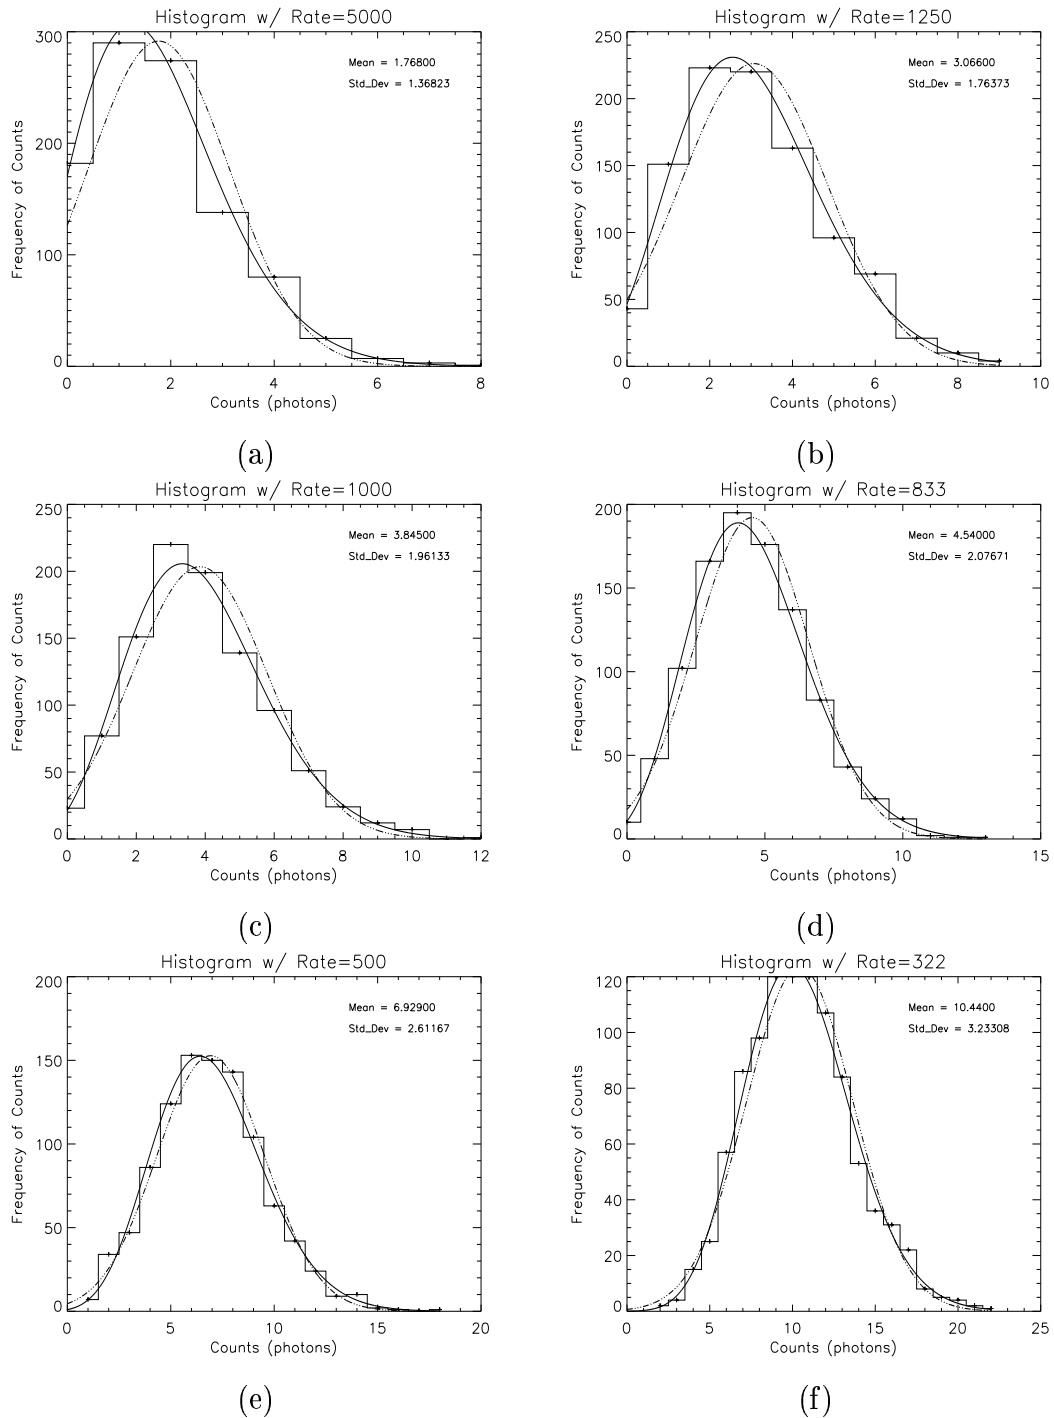 Histogram w/ Rate=5000
Mean = 1.76800
Std_Dev = 1.36823
Frequency of Counts
300
200
100
0
0 2 4 6 8
Counts (photons)
(a)
Histogram w/ Rate=1250
Mean = 3.06600
Std_Dev = 1.76373
Frequency of Counts
250
200
150
100
50
0
0 2 4 6 8 10
Counts (photons)
(b)
Histogram w/ Rate=1000
Mean = 3.84500
Std_Dev = 1.96133
Frequency of Counts
250
200
150
100
50
0
0 2 4 6 8 10 12
Counts (photons)
(c)
Histogram w/ Rate=833
Mean = 4.54000
Std_Dev = 2.07671
Frequency of Counts
200
150
100
50
0
0 5 10 15
Counts (photons)
(d)
Histogram w/ Rate=500
Mean = 6.92900
Std_Dev = 2.61167
Frequency of Counts
200
150
100
50
0
0 5 10 15 20
Counts (photons)
(e)
Histogram w/ Rate=322
Mean = 10.4400
Std_Dev = 3.23308
Frequency of Counts
120
100
80
60
40
20
0
0 5 10 15 20 25
Counts (photons)
(f)